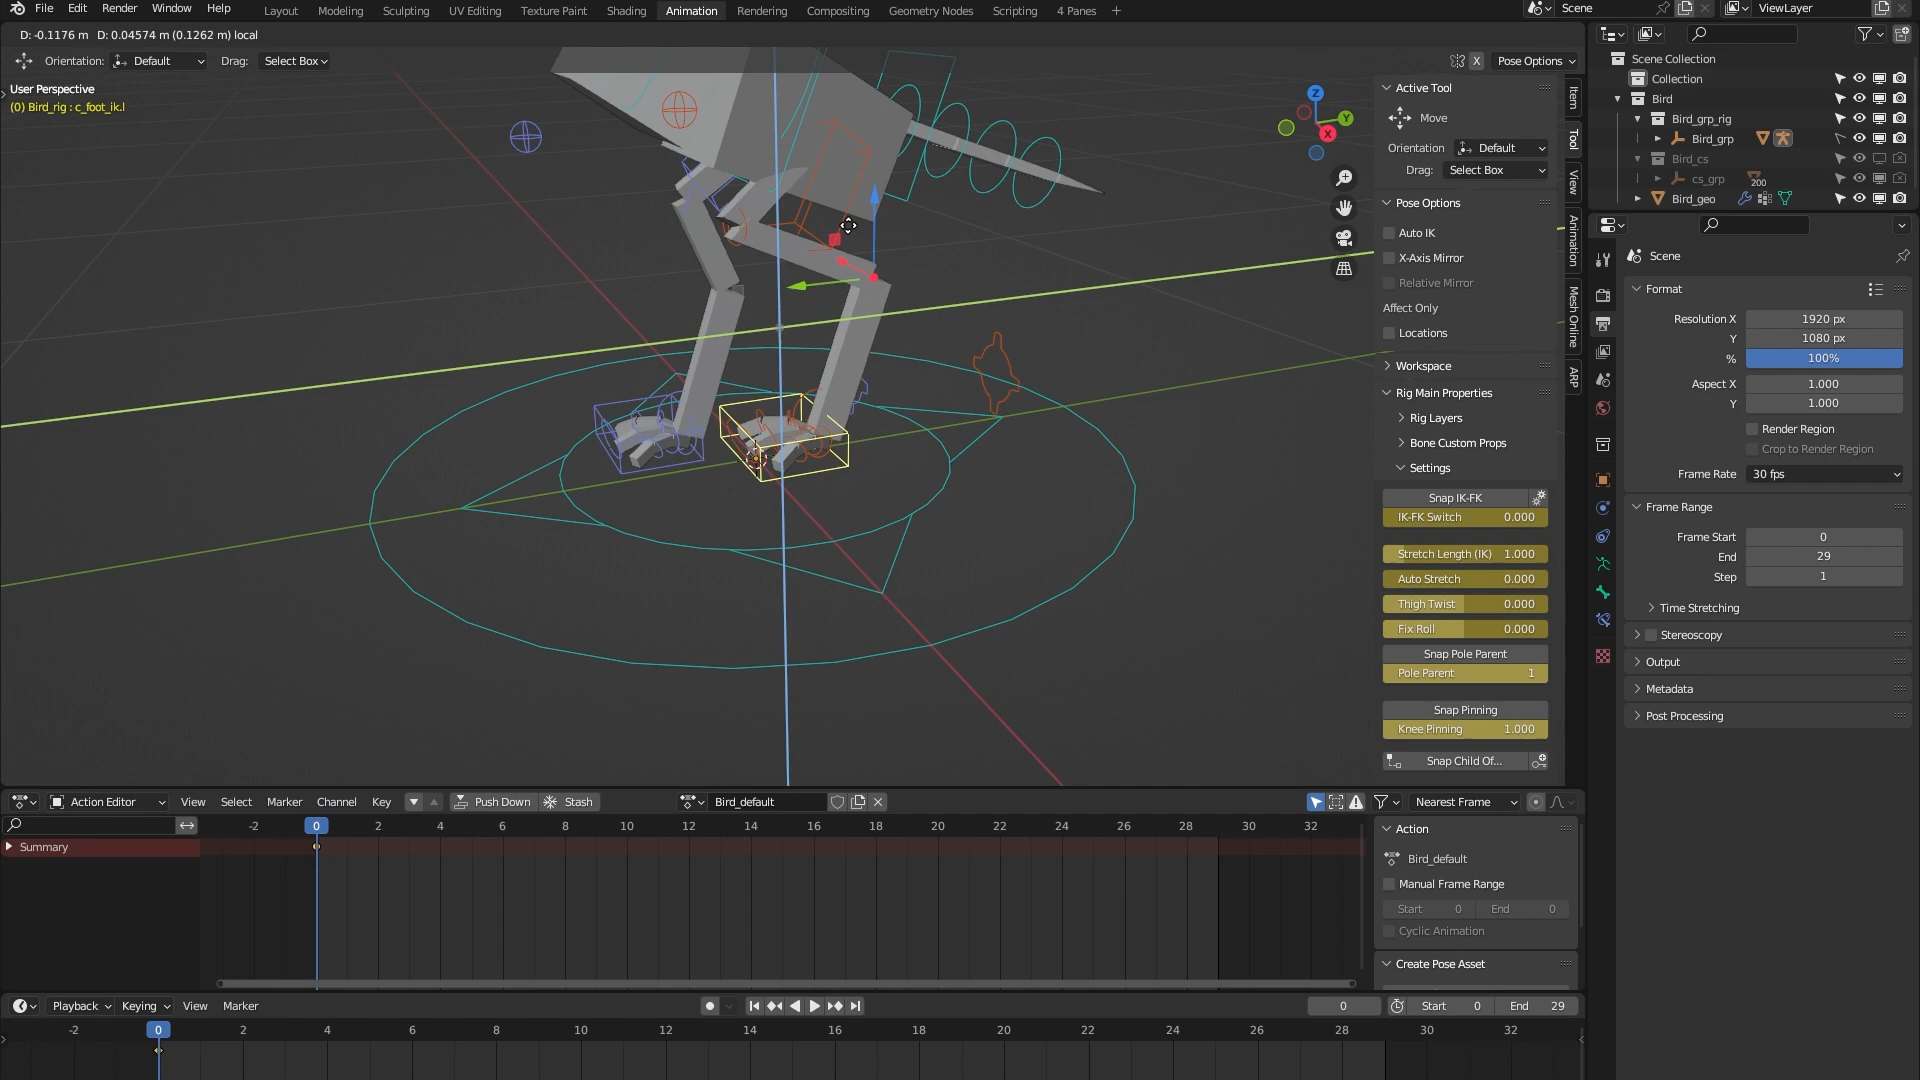 File Edit Render Window Help Layout Modeling Sculpting UV Editing Texture Paint Shading Animation Rendering Compositing Geometry Nodes Scripting 4 Panes + Scene ViewLayer
D: -0.1176 m D: 0.04574 m (0.1262 m) local
Orientation: Default Drag: Select Box X Pose Options
User Perspective
(0) Bird_rig : c_foot_ik.l
Z
Y
X
Active Tool
Move
Orientation Default
Drag: Select Box
Pose Options
Auto IK
X-Axis Mirror
Relative Mirror
Affect Only
Locations
Workspace
Rig Main Properties
Rig Layers
Bone Custom Props
Settings
Snap IK-FK
IK-FK Switch 0.000
Stretch Length (IK) 1.000
Auto Stretch 0.000
Thigh Twist 0.000
Fix Roll 0.000
Snap Pole Parent
Pole Parent 1
Snap Pinning
Knee Pinning 1.000
Snap Child Of...
Item
Tool
View
Animation
Mesh Online
ARP
Scene Collection
Collection
Bird
Bird_grp_rig
Bird_grp
Bird_cs
cs_grp 200
Bird_geo
Scene
Format
Resolution X 1920 px
Y 1080 px
% 100%
Aspect X 1.000
Y 1.000
Render Region
Crop to Render Region
Frame Rate 30 fps
Frame Range
Frame Start 0
End 29
Step 1
Time Stretching
Stereoscopy
Output
Metadata
Post Processing
Action Editor View Select Marker Channel Key Push Down Stash Bird_default Nearest Frame
-2 0 2 4 6 8 10 12 14 16 18 20 22 24 26 28 30 32
Summary
Action
Bird_default
Manual Frame Range
Start 0 End 0
Cyclic Animation
Create Pose Asset
Playback Keying View Marker 0 Start 0 End 29
-2 0 2 4 6 8 10 12 14 16 18 20 22 24 26 28 30 32